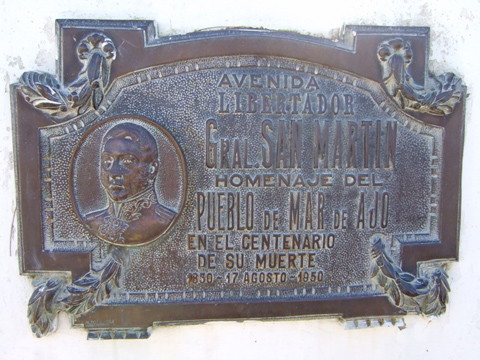 AVENIDA
LIBERTADOR
GRAL. SAN MARTIN
HOMENAJE DEL
PUEBLO DE MAR DE AJO
EN EL CENTENARIO
DE SU MUERTE
1850-17 AGOSTO-1950